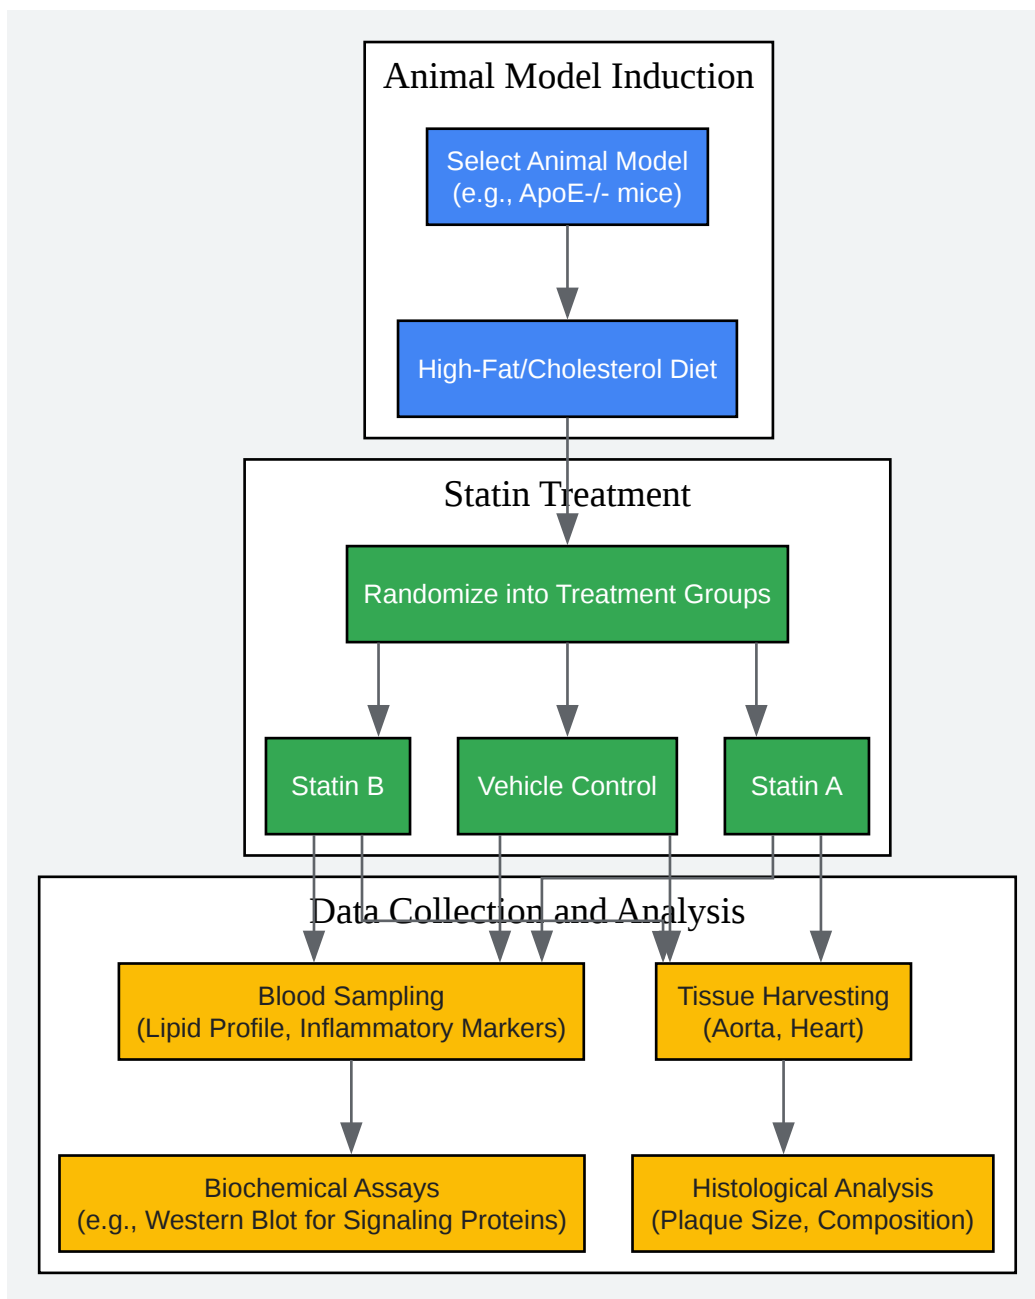 Animal Model Induction
Select Animal Model
(e.g., ApoE-/- mice)
High-Fat/Cholesterol Diet
Statin Treatment
Randomize into Treatment Groups
Statin B
Vehicle Control
Statin A
Data Collection and Analysis
Blood Sampling
(Lipid Profile, Inflammatory Markers)
Tissue Harvesting
(Aorta, Heart)
Biochemical Assays
(e.g., Western Blot for Signaling Proteins)
Histological Analysis
(Plaque Size, Composition)